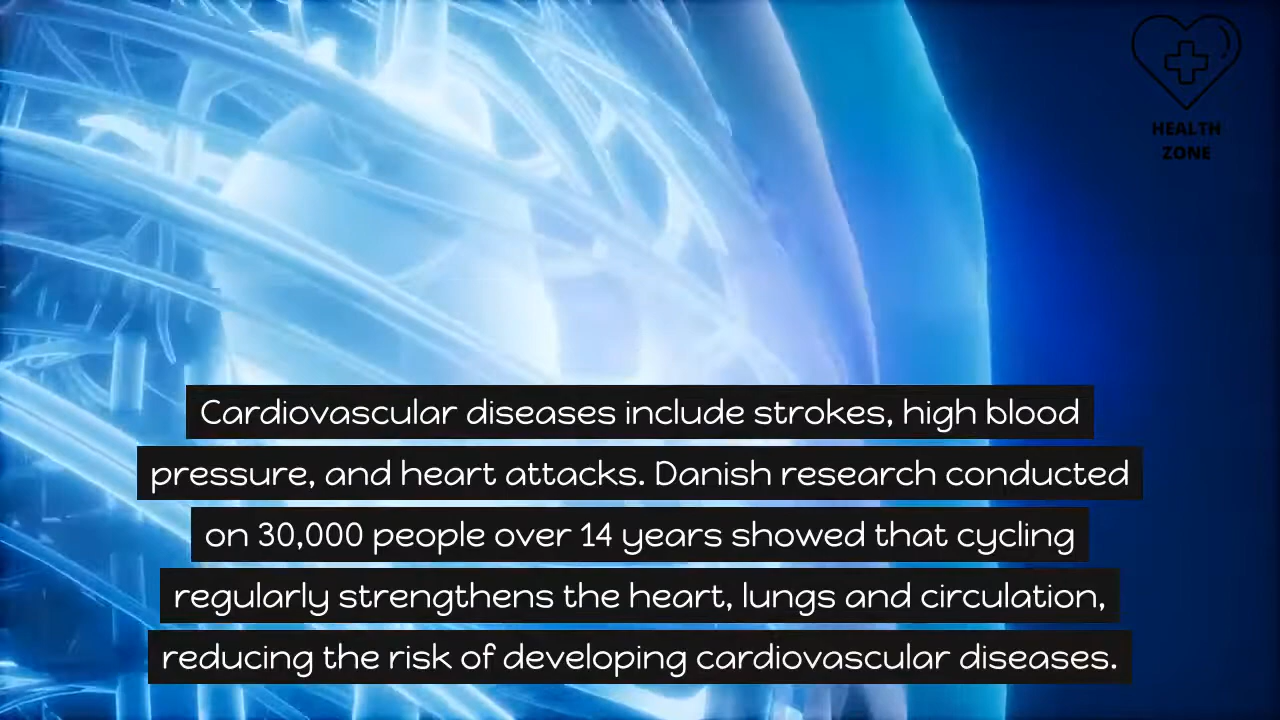 HEALTH
ZONE
Cardiovascular diseases include strokes, high blood
pressure, and heart attacks. Danish research conducted
on 30,000 people over 14 years showed that cycling
regularly strengthens the heart, lungs and circulation,
reducing the risk of developing cardiovascular diseases.